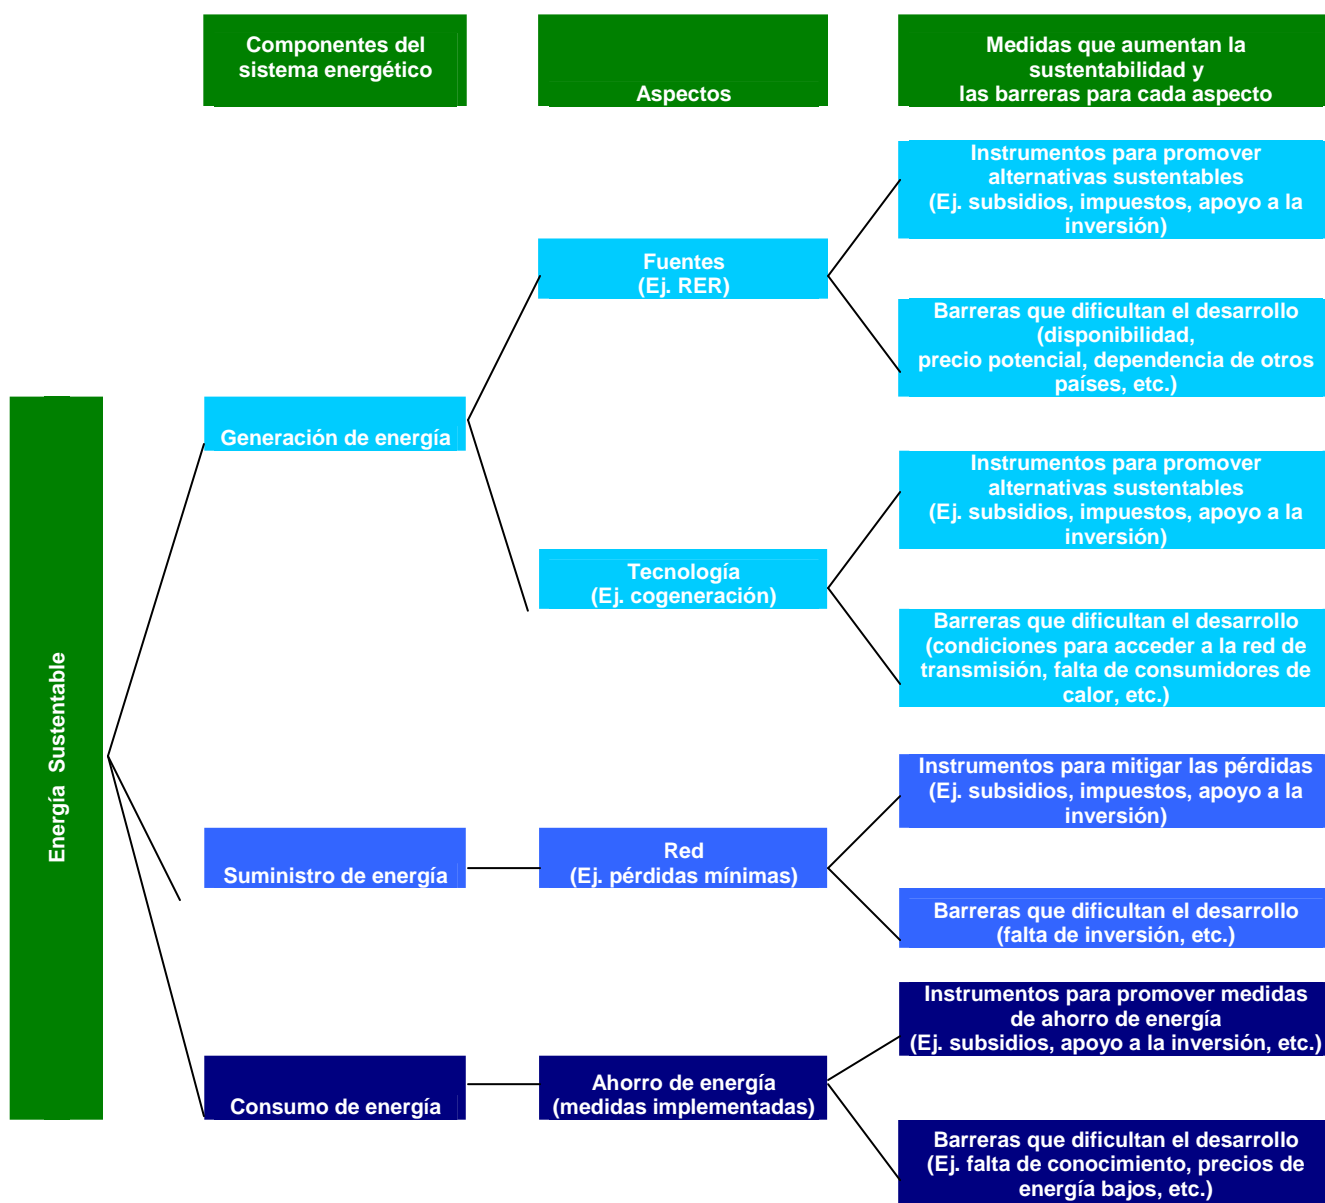 Componentes del
sistema energético
Aspectos
Medidas que aumentan la
sustentabilidad y
las barreras para cada aspecto
Energía Sustentable
Generación de energía
Fuentes
(Ej. RER)
Instrumentos para promover
alternativas sustentables
(Ej. subsidios, impuestos, apoyo a la
inversión)
Barreras que dificultan el desarrollo
(disponibilidad,
precio potencial, dependencia de otros
países, etc.)
Tecnología
(Ej. cogeneración)
Instrumentos para promover
alternativas sustentables
(Ej. subsidios, impuestos, apoyo a la
inversión)
Barreras que dificultan el desarrollo
(condiciones para acceder a la red de
transmisión, falta de consumidores de
calor, etc.)
Suministro de energía
Red
(Ej. pérdidas mínimas)
Instrumentos para mitigar las pérdidas
(Ej. subsidios, impuestos, apoyo a la
inversión)
Barreras que dificultan el desarrollo
(falta de inversión, etc.)
Consumo de energía
Ahorro de energía
(medidas implementadas)
Instrumentos para promover medidas
de ahorro de energía
(Ej. subsidios, apoyo a la inversión, etc.)
Barreras que dificultan el desarrollo
(Ej. falta de conocimiento, precios de
energía bajos, etc.)